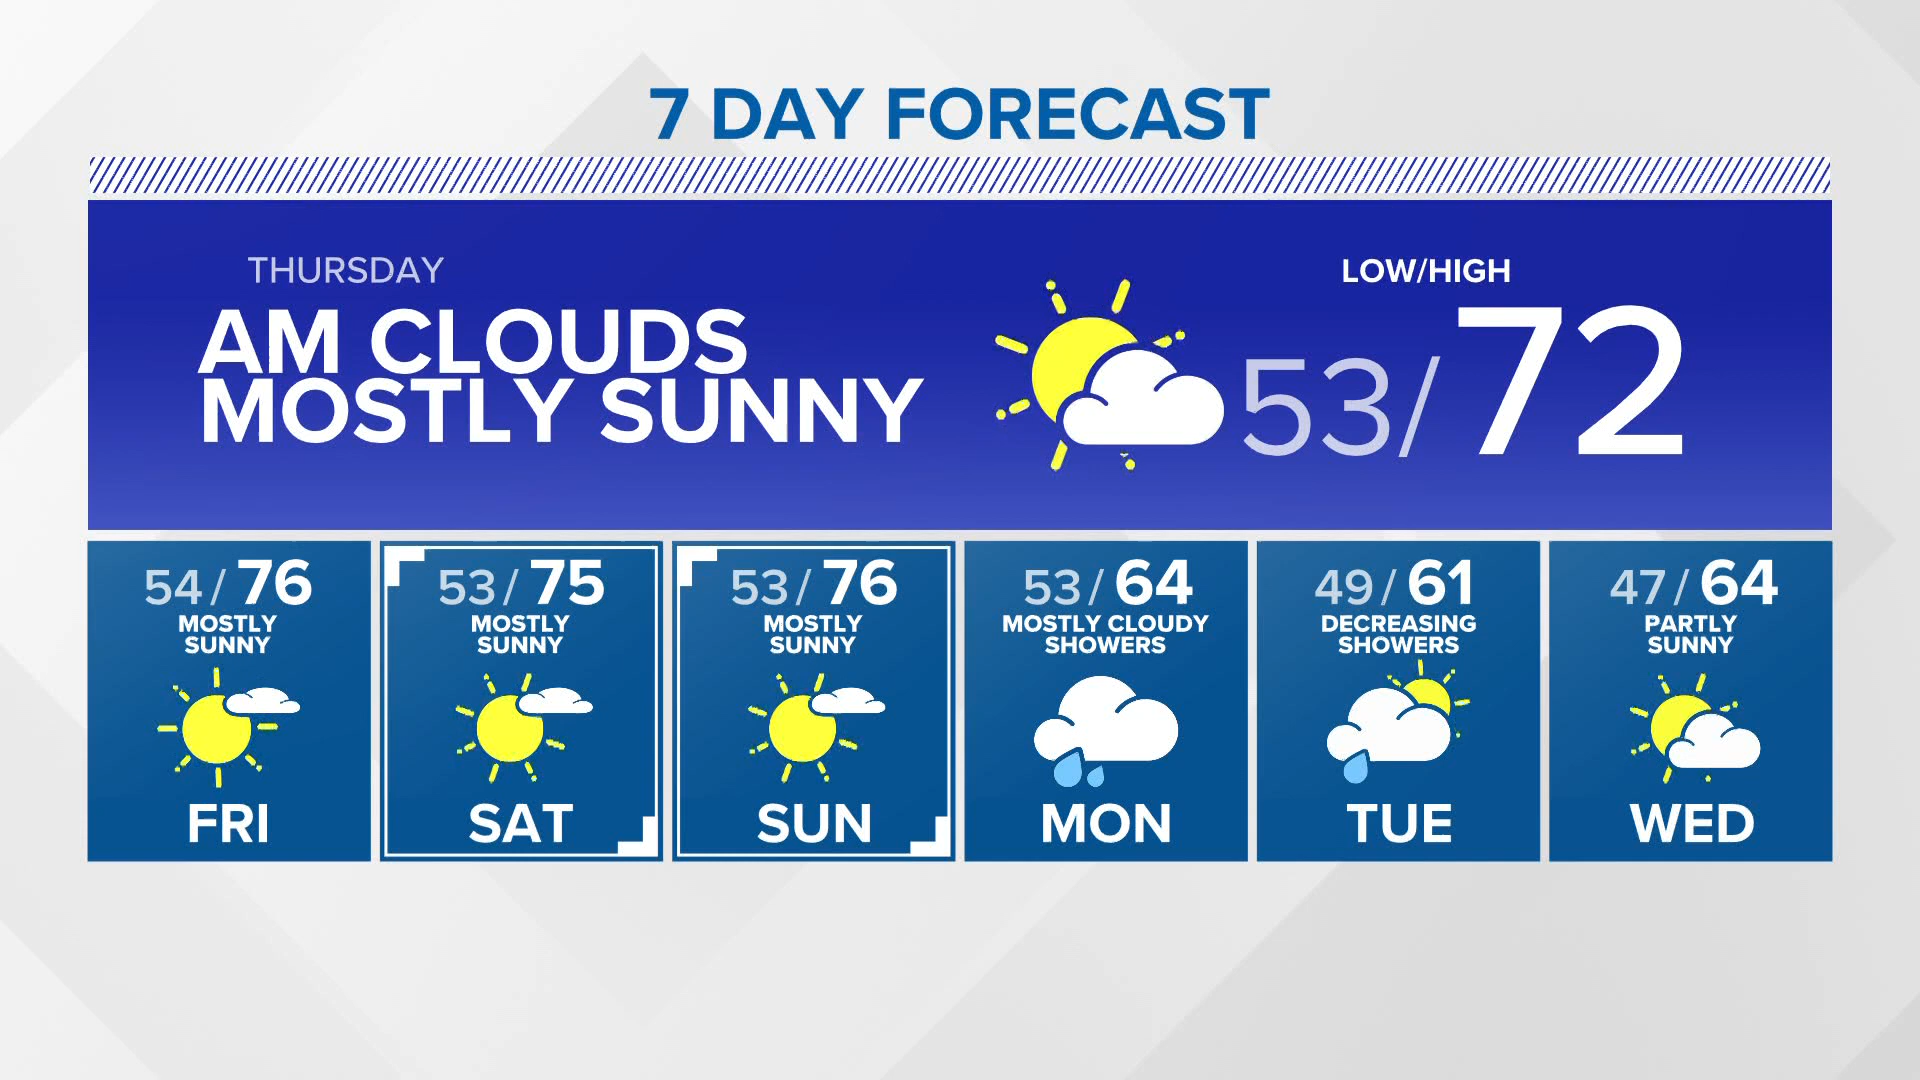 7 DAY FORECAST
THURSDAY
AM CLOUDS
MOSTLY SUNNY
LOW/HIGH
53/72
54/76
MOSTLY
SUNNY
FRI
53/75
MOSTLY
SUNNY
SAT
53/76
MOSTLY
SUNNY
SUN
53/64
MOSTLY CLOUDY
SHOWERS
MON
49/61
DECREASING
SHOWERS
TUE
47/64
PARTLY
SUNNY
WED